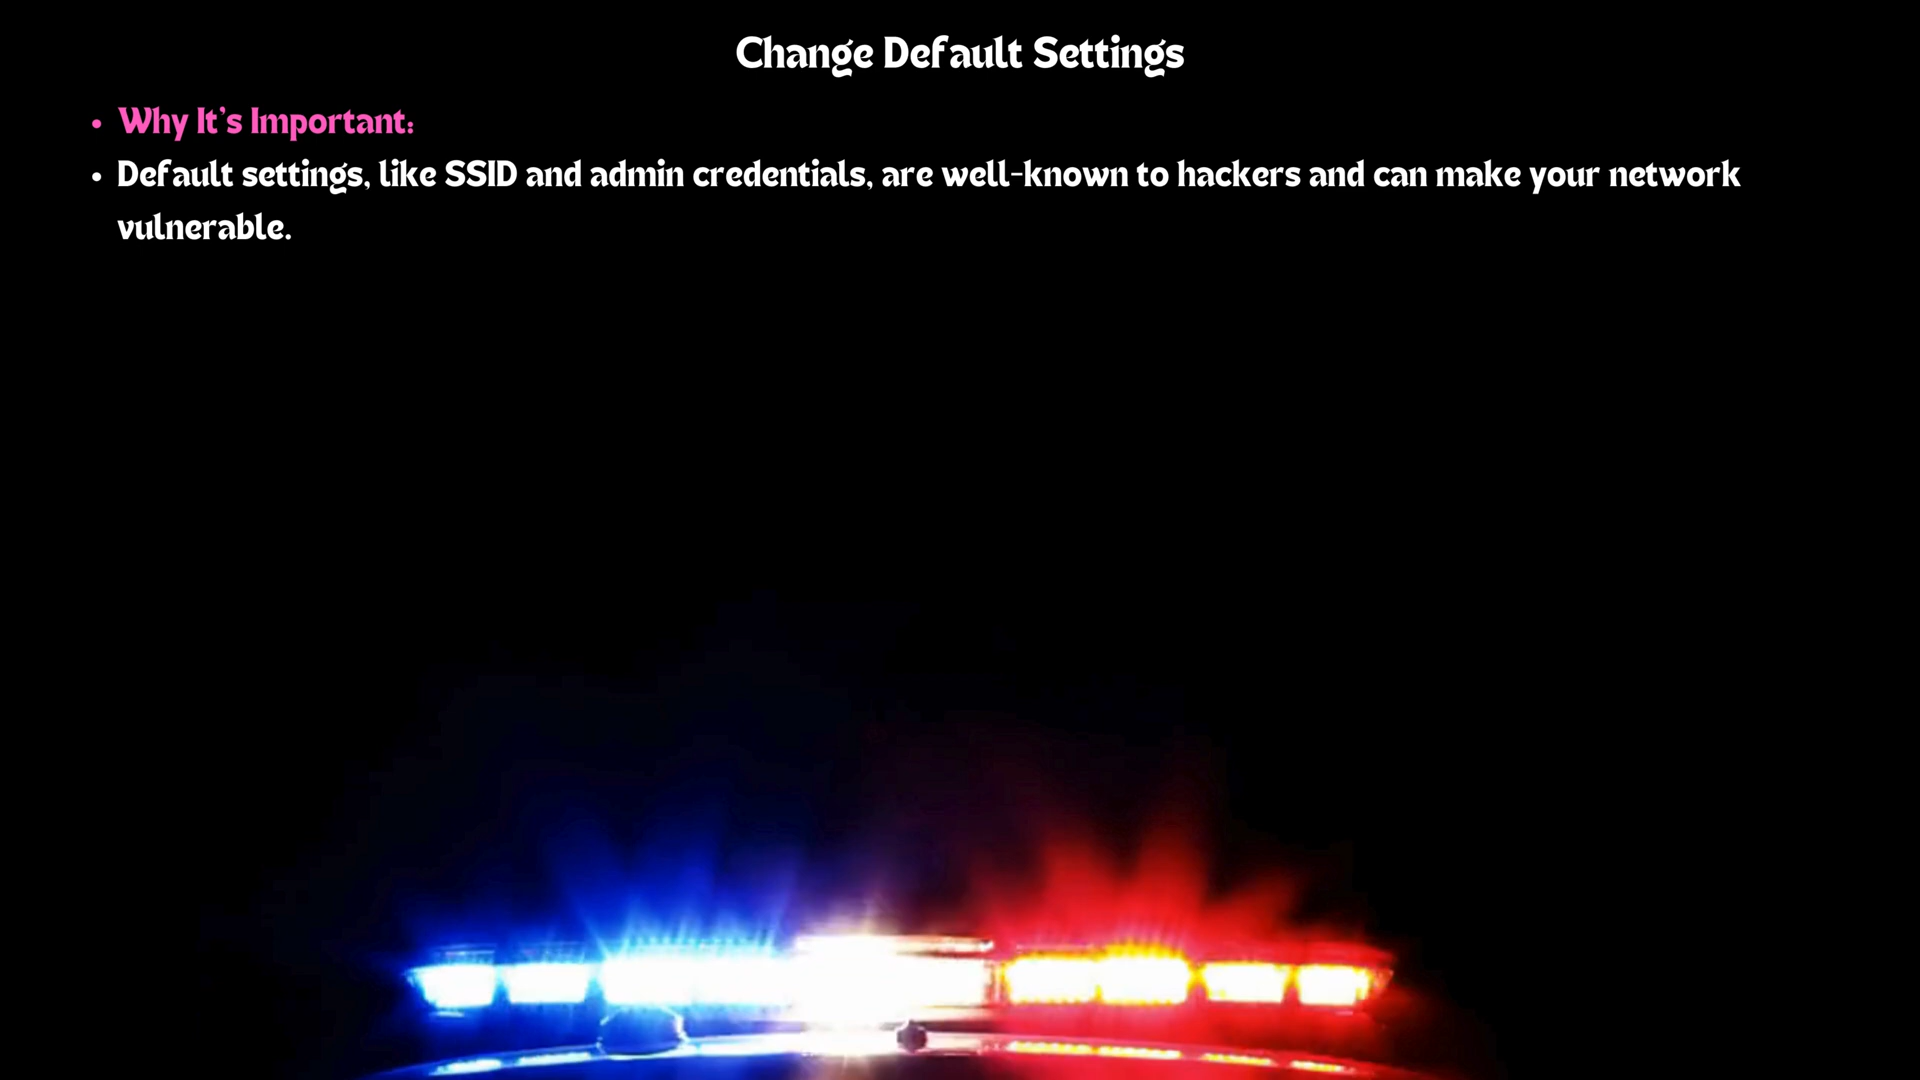 Change Default Settings
• Why It's Important:
• Default settings, like SSID and admin credentials, are well-known to hackers and can make your network
vulnerable.